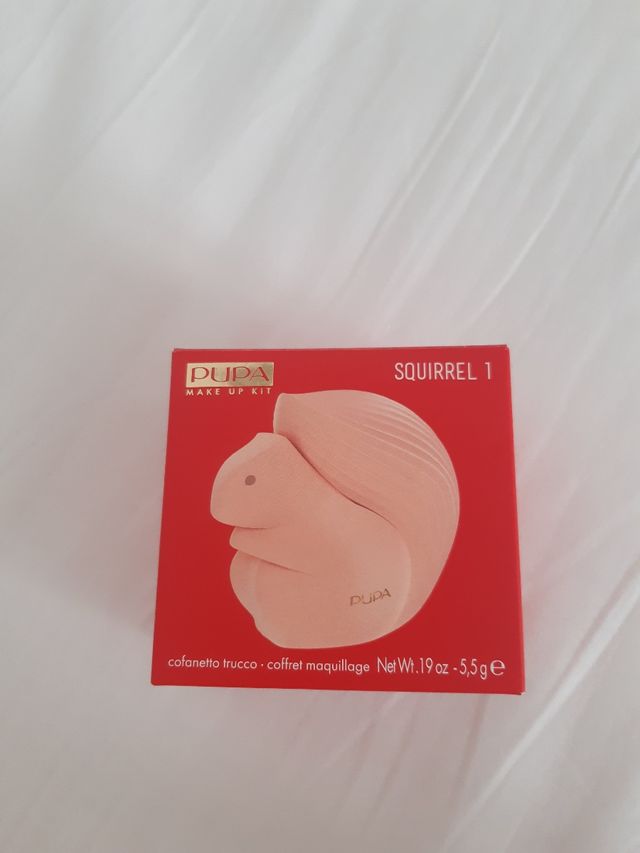 PUPA
MAKE UP KIT
SQUIRREL 1
PUPA
cofanetto trucco · coffret maquillage Net Wt. .19 oz - 5,5 g ℮